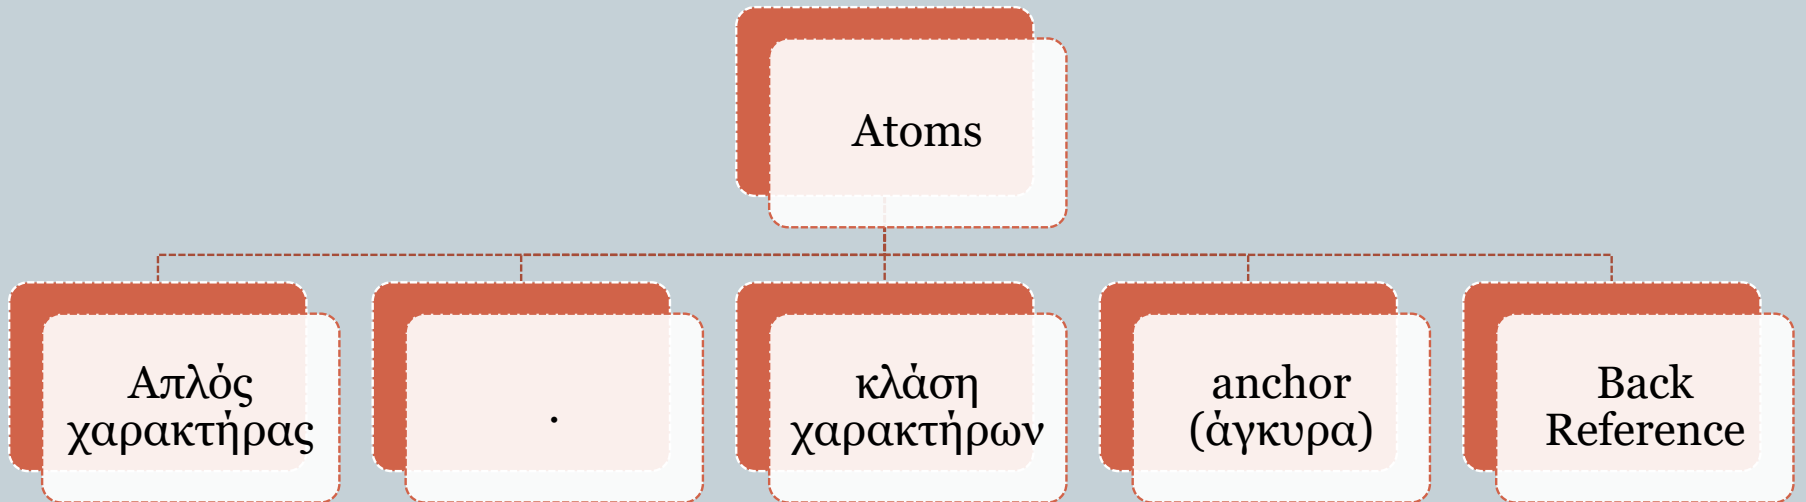 Atoms
Απλός
χαρακτήρας
.
κλάση
χαρακτήρων
anchor
(άγκυρα)
Back
Reference